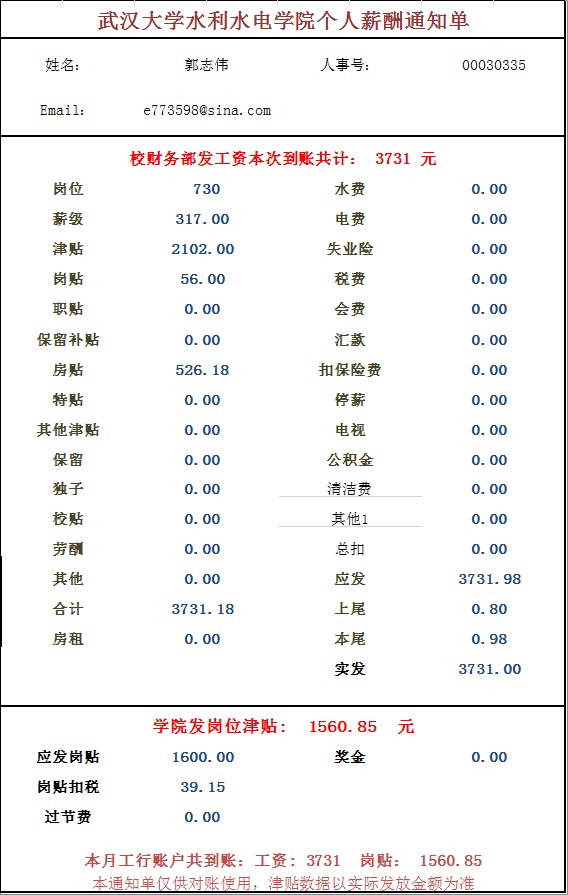 武汉大学水利水电学院个人薪酬通知单
姓名： 郭志伟 人事号： 00030335
Email： e773598@sina.com
校财务部发工资本次到账共计： 3731 元
岗位 730 水费 0.00
薪级 317.00 电费 0.00
津贴 2102.00 失业险 0.00
岗贴 56.00 税费 0.00
职贴 0.00 会费 0.00
保留补贴 0.00 汇款 0.00
房贴 526.18 扣保险费 0.00
特贴 0.00 停薪 0.00
其他津贴 0.00 电视 0.00
保留 0.00 公积金 0.00
独子 0.00 清洁费 0.00
校贴 0.00 其他1 0.00
劳酬 0.00 总扣 0.00
其他 0.00 应发 3731.98
合计 3731.18 上尾 0.80
房租 0.00 本尾 0.98
实发 3731.00
学院发岗位津贴： 1560.85 元
应发岗贴 1600.00 奖金 0.00
岗贴扣税 39.15
过节费 0.00
本月工行账户共到账：工资：3731 岗贴： 1560.85
本通知单仅供对账使用，津贴数据以实际发放金额为准